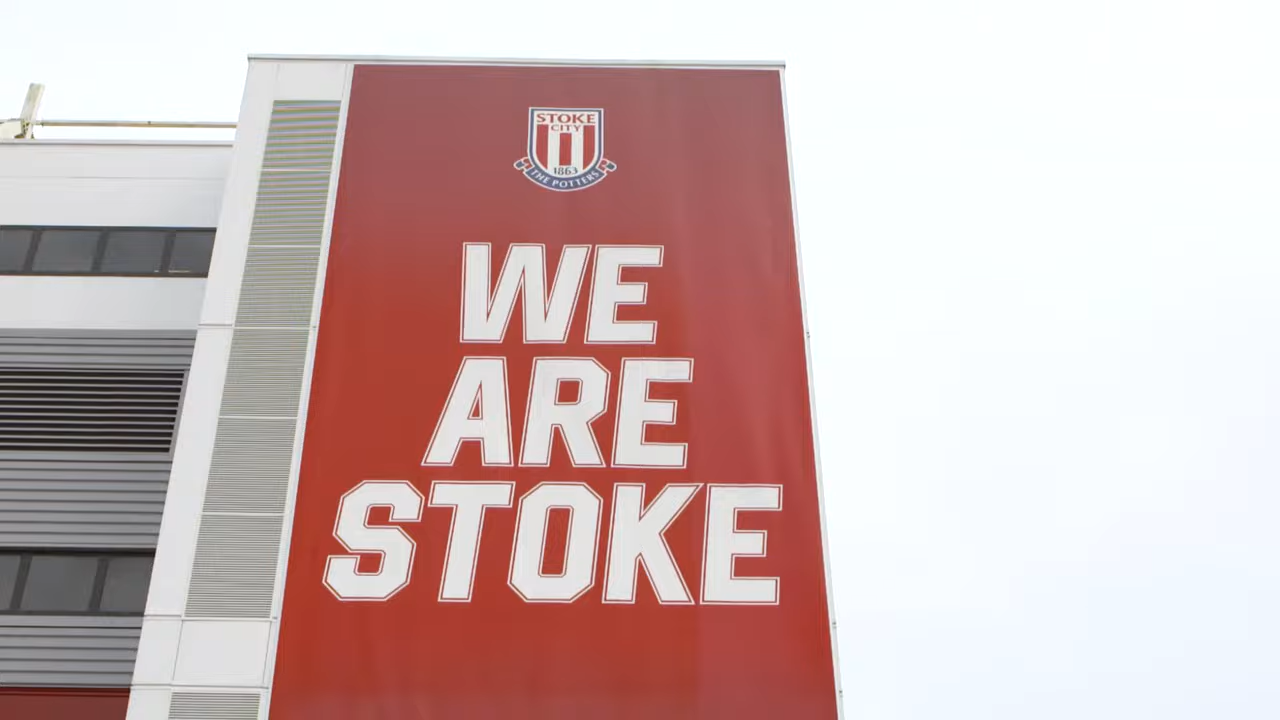 STOKE
CITY
1863
THE POTTERS
WE
ARE
STOKE